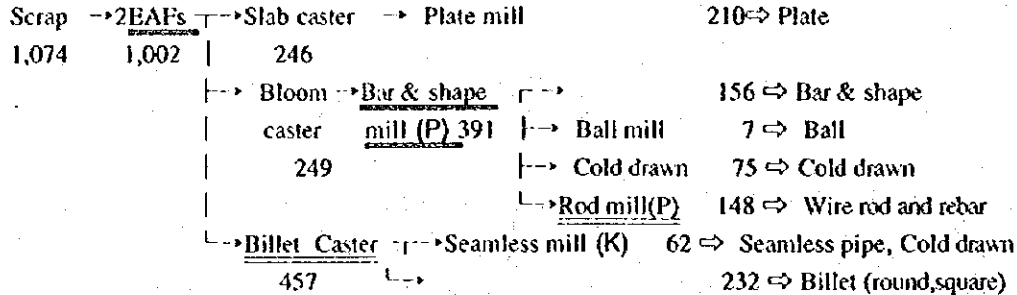 Scrap → 2EAFs → Slab caster → Plate mill 210 ⇨ Plate
1,074 1,002 246
Bloom → Bar & shape → 156 ⇨ Bar & shape
caster mill (P) 391 → Ball mill 7 ⇨ Ball
249 → Cold drawn 75 ⇨ Cold drawn
→ Rod mill(P) 148 ⇨ Wire rod and rebar
→ Billet Caster → Seamless mill (K) 62 ⇨ Seamless pipe, Cold drawn
457 → 232 ⇨ Billet (round,square)